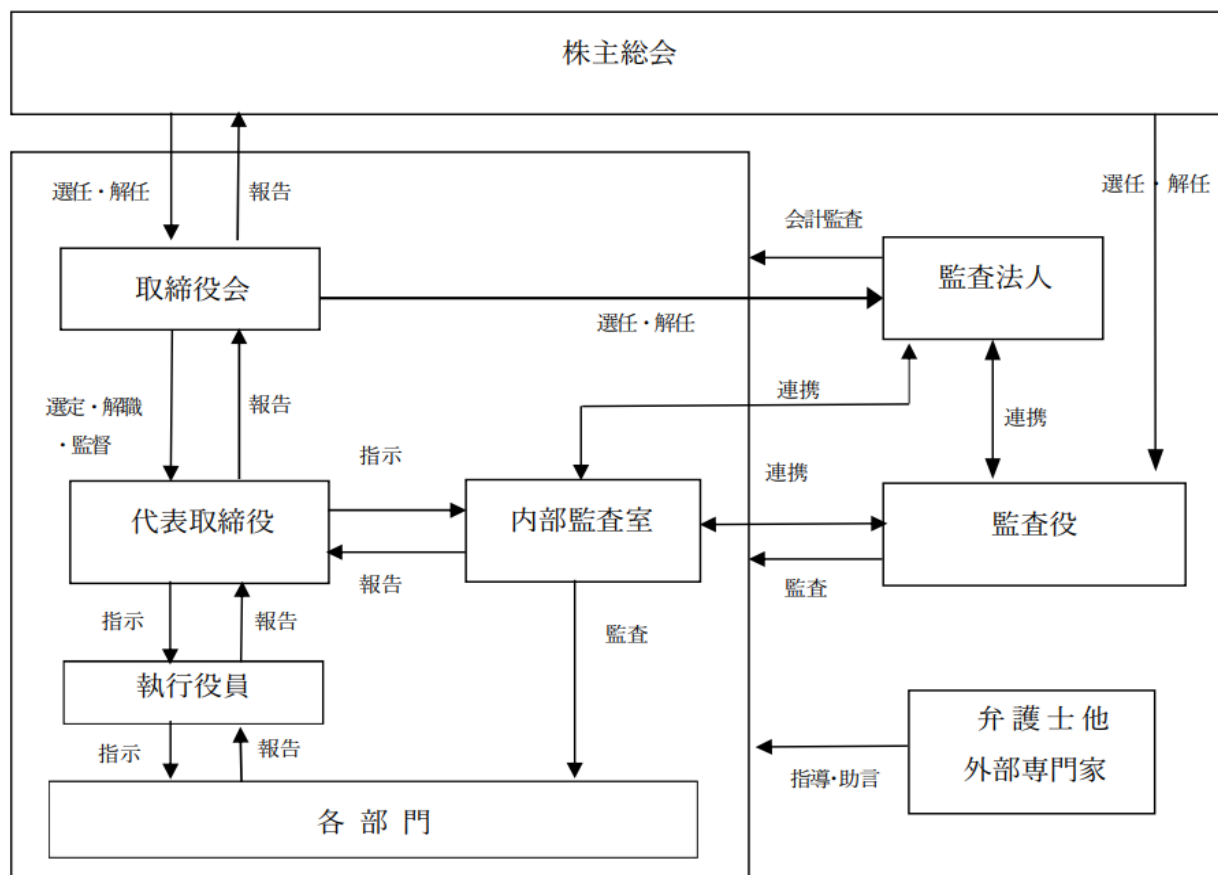 株主総会
選任・解任
報告
選任・解任
会計監査
取締役会
監査法人
選任・解任
選定・解職
・監督
報告
連携
連携
指示
連携
代表取締役
内部監査室
監査役
報告
監査
指示
報告
監査
執行役員
弁護士他
外部専門家
指示
報告
指導・助言
各部門